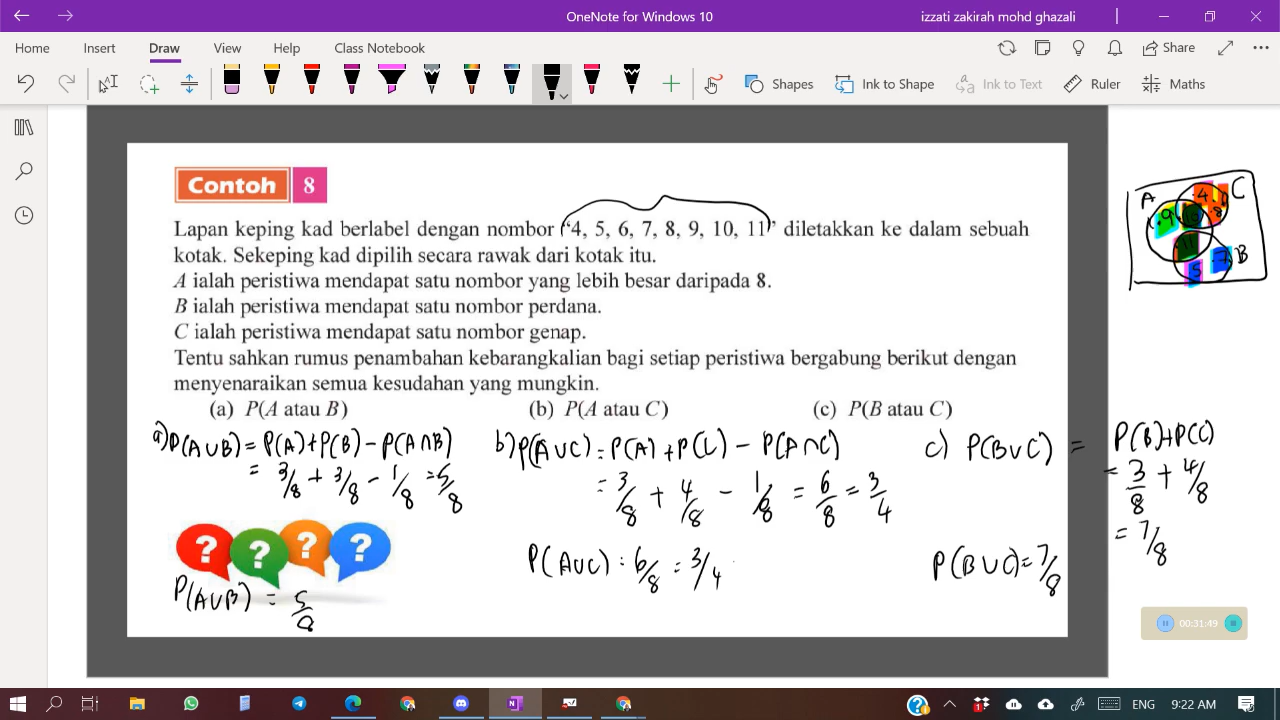 OneNote for Windows 10
izzati zakirah mohd ghazali
Home Insert Draw View Help Class Notebook Share
Shapes Ink to Shape Ink to Text Ruler Maths
Contoh 8
Lapan keping kad berlabel dengan nombor “4, 5, 6, 7, 8, 9, 10, 11” diletakkan ke dalam sebuah
kotak. Sekeping kad dipilih secara rawak dari kotak itu.
A ialah peristiwa mendapat satu nombor yang lebih besar daripada 8.
B ialah peristiwa mendapat satu nombor perdana.
C ialah peristiwa mendapat satu nombor genap.
Tentu sahkan rumus penambahan kebarangkalian bagi setiap peristiwa bergabung berikut dengan
menyenaraikan semua kesudahan yang mungkin.
(a) P(A atau B) (b) P(A atau C) (c) P(B atau C)
a) P(A∪B) = P(A)+P(B) – P(A∩B)
= 3/8 + 3/8 – 1/8 = 5/8
P(A∪B) = 5/8
b) P(A∪C) = P(A) + P(C) – P(A∩C)
= 3/8 + 4/8 – 1/8 = 6/8 = 3/4
P(A∪C) = 6/8 = 3/4
c) P(B∪C) = P(B)+P(C)
= 3/8 + 4/8
= 7/8
P(B∪C) = 7/8
A C B
.4
.9
8
.7
5
00:31:49
ENG 9:22 AM